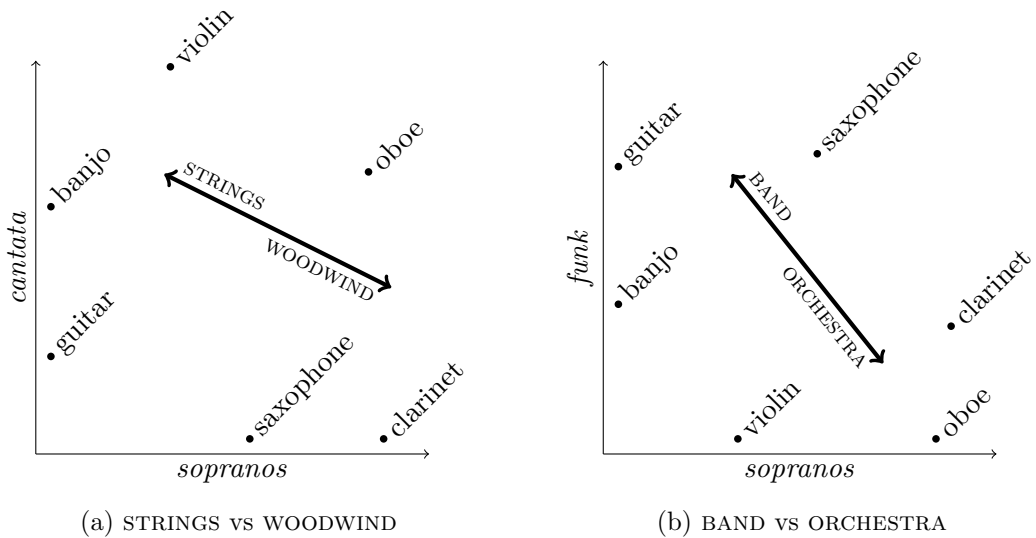 violin
oboe
banjo
STRINGS
WOODWIND
cantata
guitar
saxophone
clarinet
sopranos
(a) STRINGS VS WOODWIND
saxophone
guitar
BAND
funk
banjo
ORCHESTRA
clarinet
violin
oboe
sopranos
(b) BAND VS ORCHESTRA